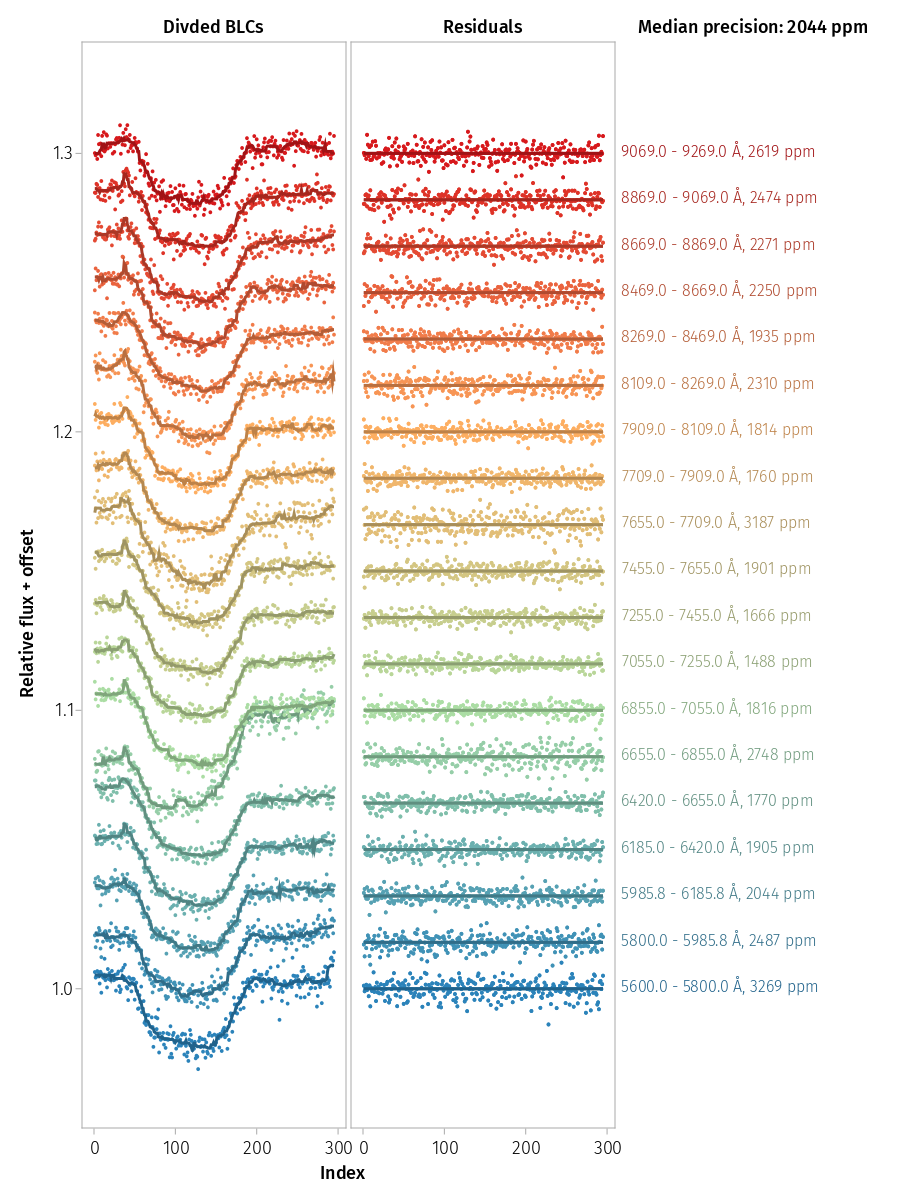 Divded BLCs
Residuals
Median precision: 2044 ppm
1.3
1.2
1.1
1.0
Relative flux + offset
9069.0 - 9269.0 Å, 2619 ppm
8869.0 - 9069.0 Å, 2474 ppm
8669.0 - 8869.0 Å, 2271 ppm
8469.0 - 8669.0 Å, 2250 ppm
8269.0 - 8469.0 Å, 1935 ppm
8109.0 - 8269.0 Å, 2310 ppm
7909.0 - 8109.0 Å, 1814 ppm
7709.0 - 7909.0 Å, 1760 ppm
7655.0 - 7709.0 Å, 3187 ppm
7455.0 - 7655.0 Å, 1901 ppm
7255.0 - 7455.0 Å, 1666 ppm
7055.0 - 7255.0 Å, 1488 ppm
6855.0 - 7055.0 Å, 1816 ppm
6655.0 - 6855.0 Å, 2748 ppm
6420.0 - 6655.0 Å, 1770 ppm
6185.0 - 6420.0 Å, 1905 ppm
5985.8 - 6185.8 Å, 2044 ppm
5800.0 - 5985.8 Å, 2487 ppm
5600.0 - 5800.0 Å, 3269 ppm
0 100 200 300
0 100 200 300
Index